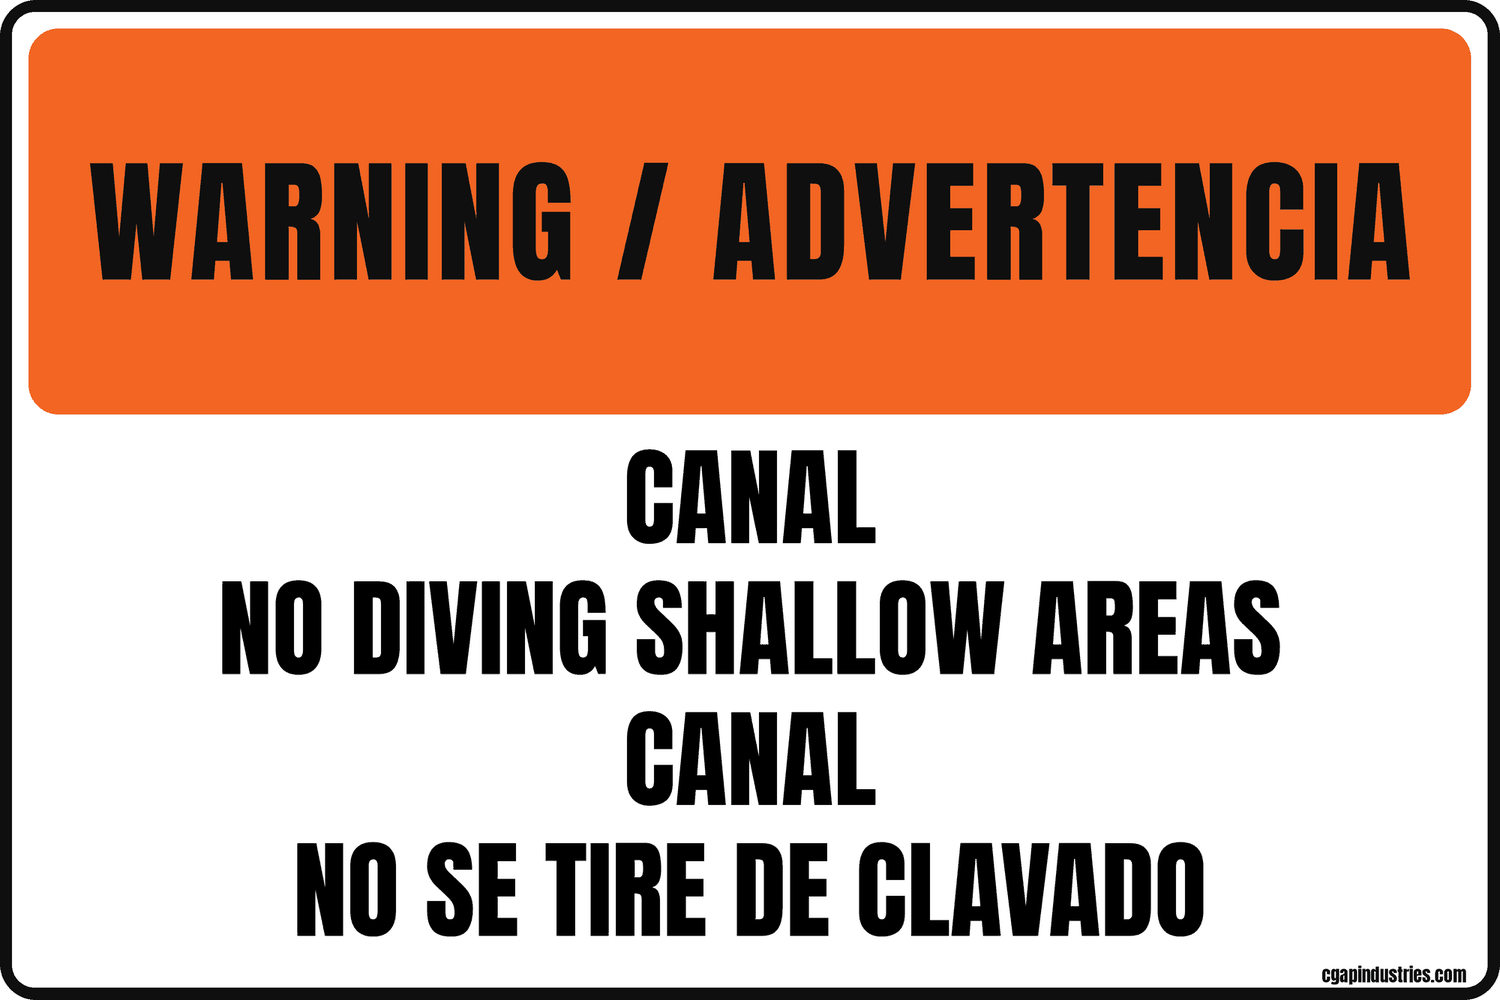 WARNING / ADVERTENCIA
CANAL
NO DIVING SHALLOW AREAS
CANAL
NO SE TIRE DE CLAVADO
cgapindustries.com